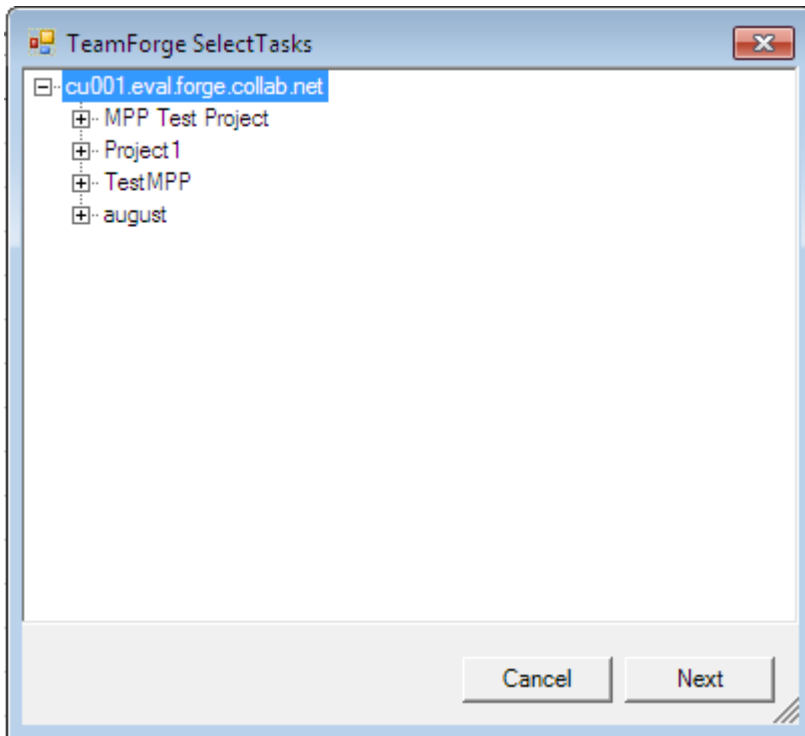 TeamForge SelectTasks
cu001.eval.forge.collab.net
MPP Test Project
Project1
TestMPP
august
Cancel Next